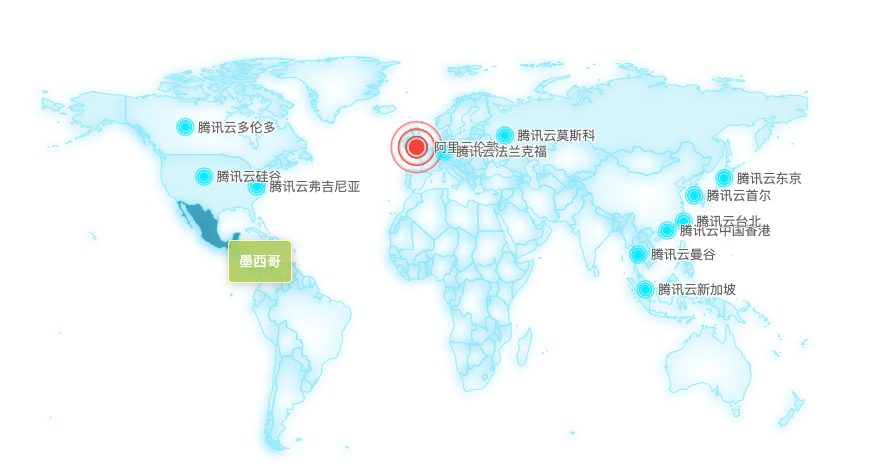 腾讯云多伦多
腾讯云莫斯科
阿里云伦敦
腾讯云法兰克福
腾讯云硅谷
腾讯云东京
腾讯云弗吉尼亚
腾讯云首尔
腾讯云台北
腾讯云中国香港
腾讯云曼谷
墨西哥
腾讯云新加坡